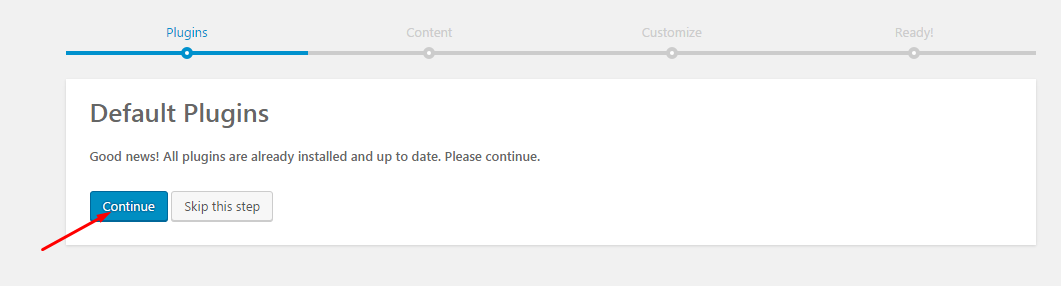 Plugins Content Customize Ready!
Default Plugins
Good news! All plugins are already installed and up to date. Please continue.
Continue Skip this step